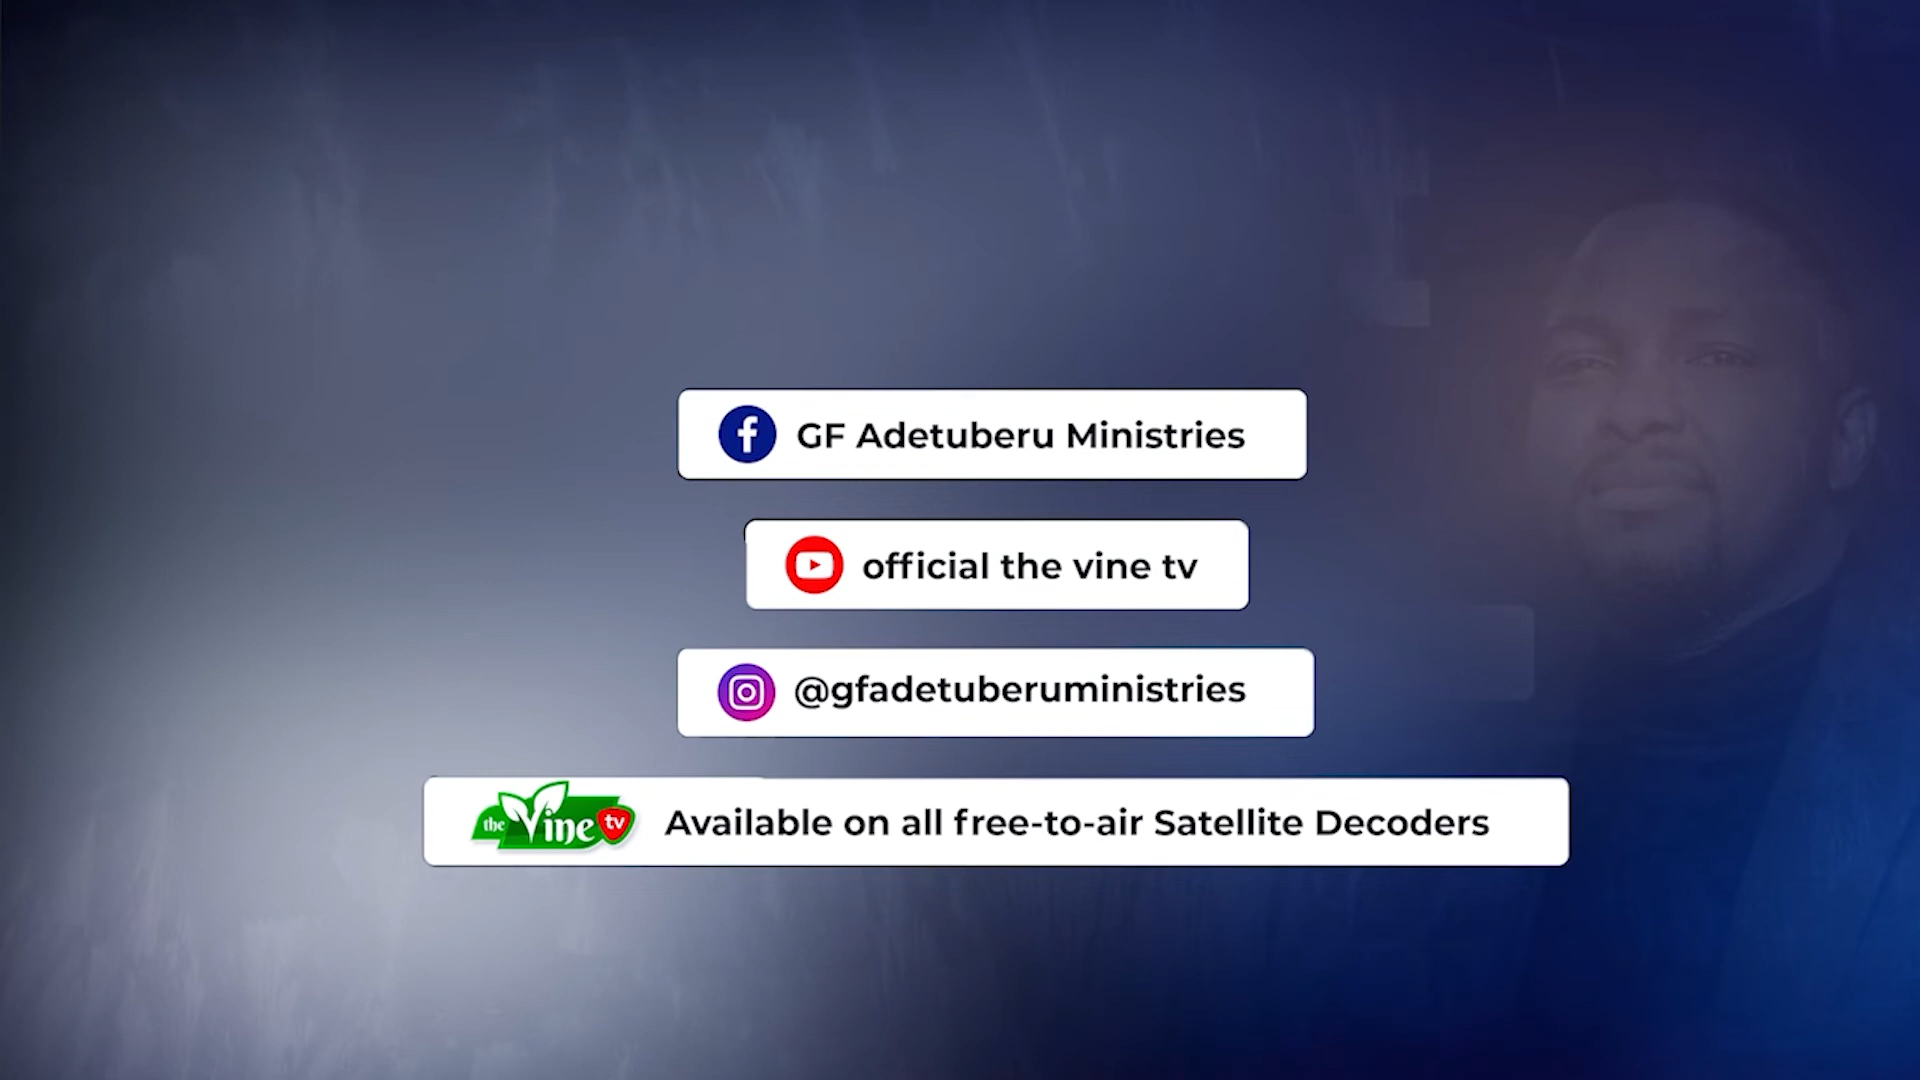 GF Adetuberu Ministries
official the vine tv
@gfadetuberuministries
the Vine tv Available on all free-to-air Satellite Decoders